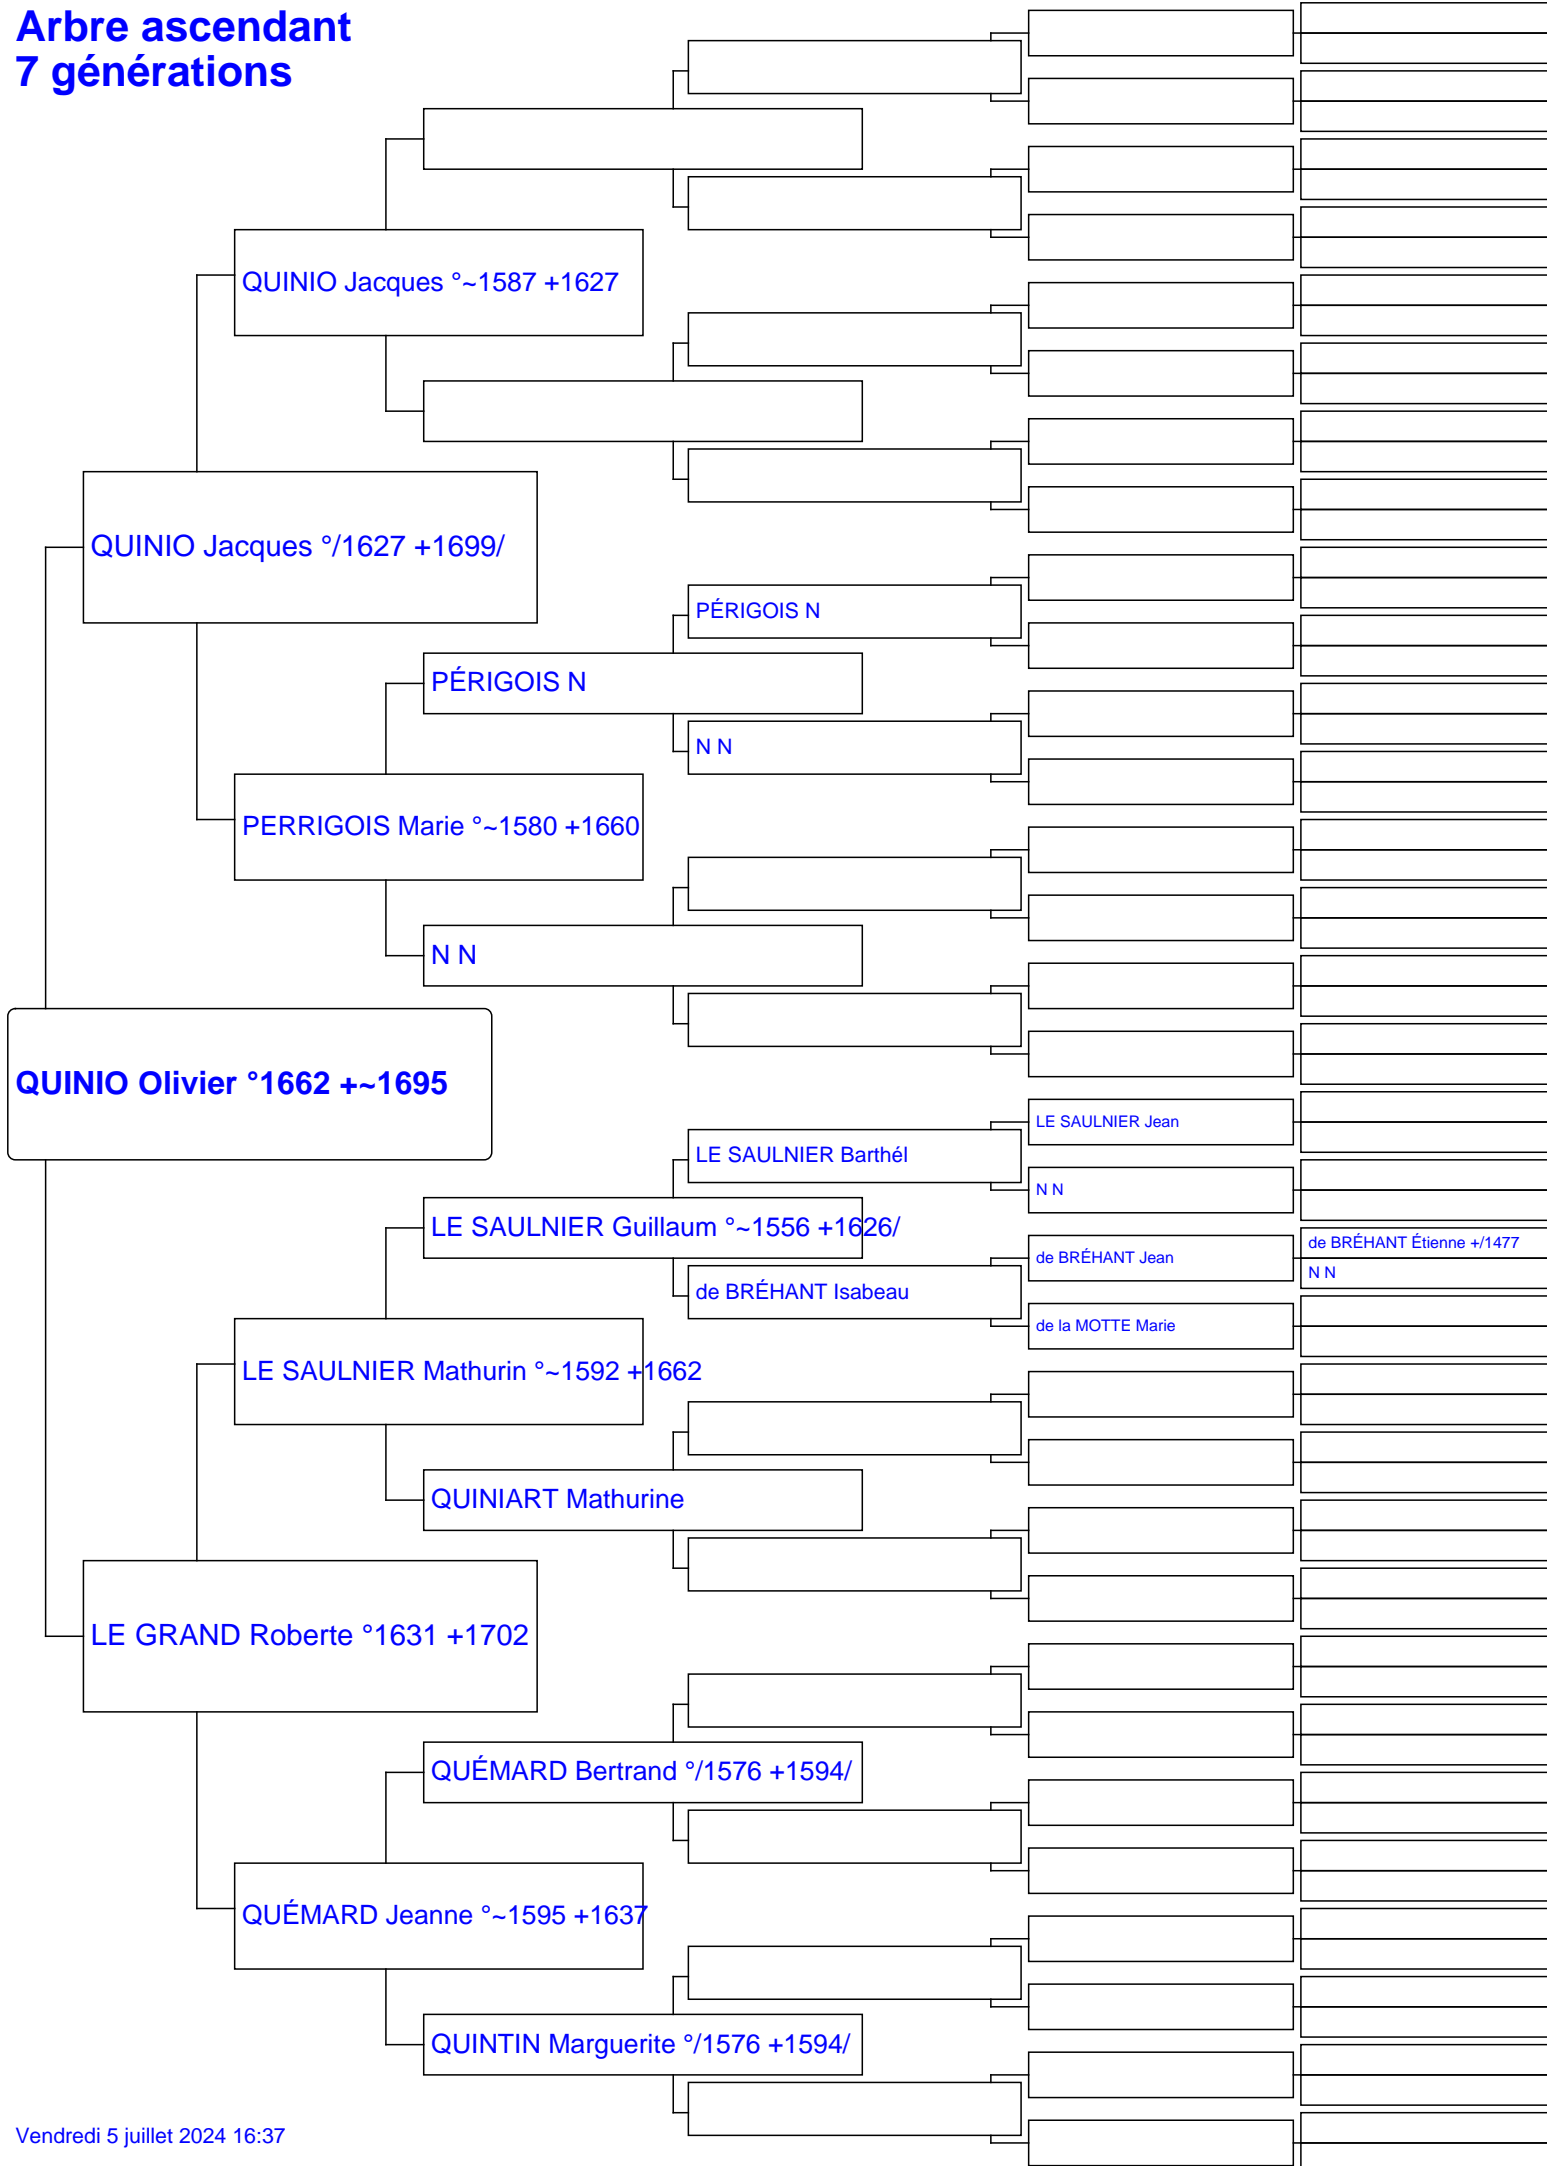 Arbre ascendant
7 générations
QUINIO Jacques °~1587 +1627
QUINIO Jacques °/1627 +1699/
PÉRIGOIS N
PÉRIGOIS N
N N
PERRIGOIS Marie °~1580 +1660
N N
QUINIO Olivier °1662 +~1695
LE SAULNIER Jean
LE SAULNIER Barthél
N N
LE SAULNIER Guillaum °~1556 +1626/
de BRÉHANT Étienne +/1477
de BRÉHANT Jean
N N
de BRÉHANT Isabeau
de la MOTTE Marie
LE SAULNIER Mathurin °~1592 +1662
QUINIART Mathurine
LE GRAND Roberte °1631 +1702
QUÉMARD Bertrand °/1576 +1594/
QUÉMARD Jeanne °~1595 +1637
QUINTIN Marguerite °/1576 +1594/
Vendredi 5 juillet 2024 16:37